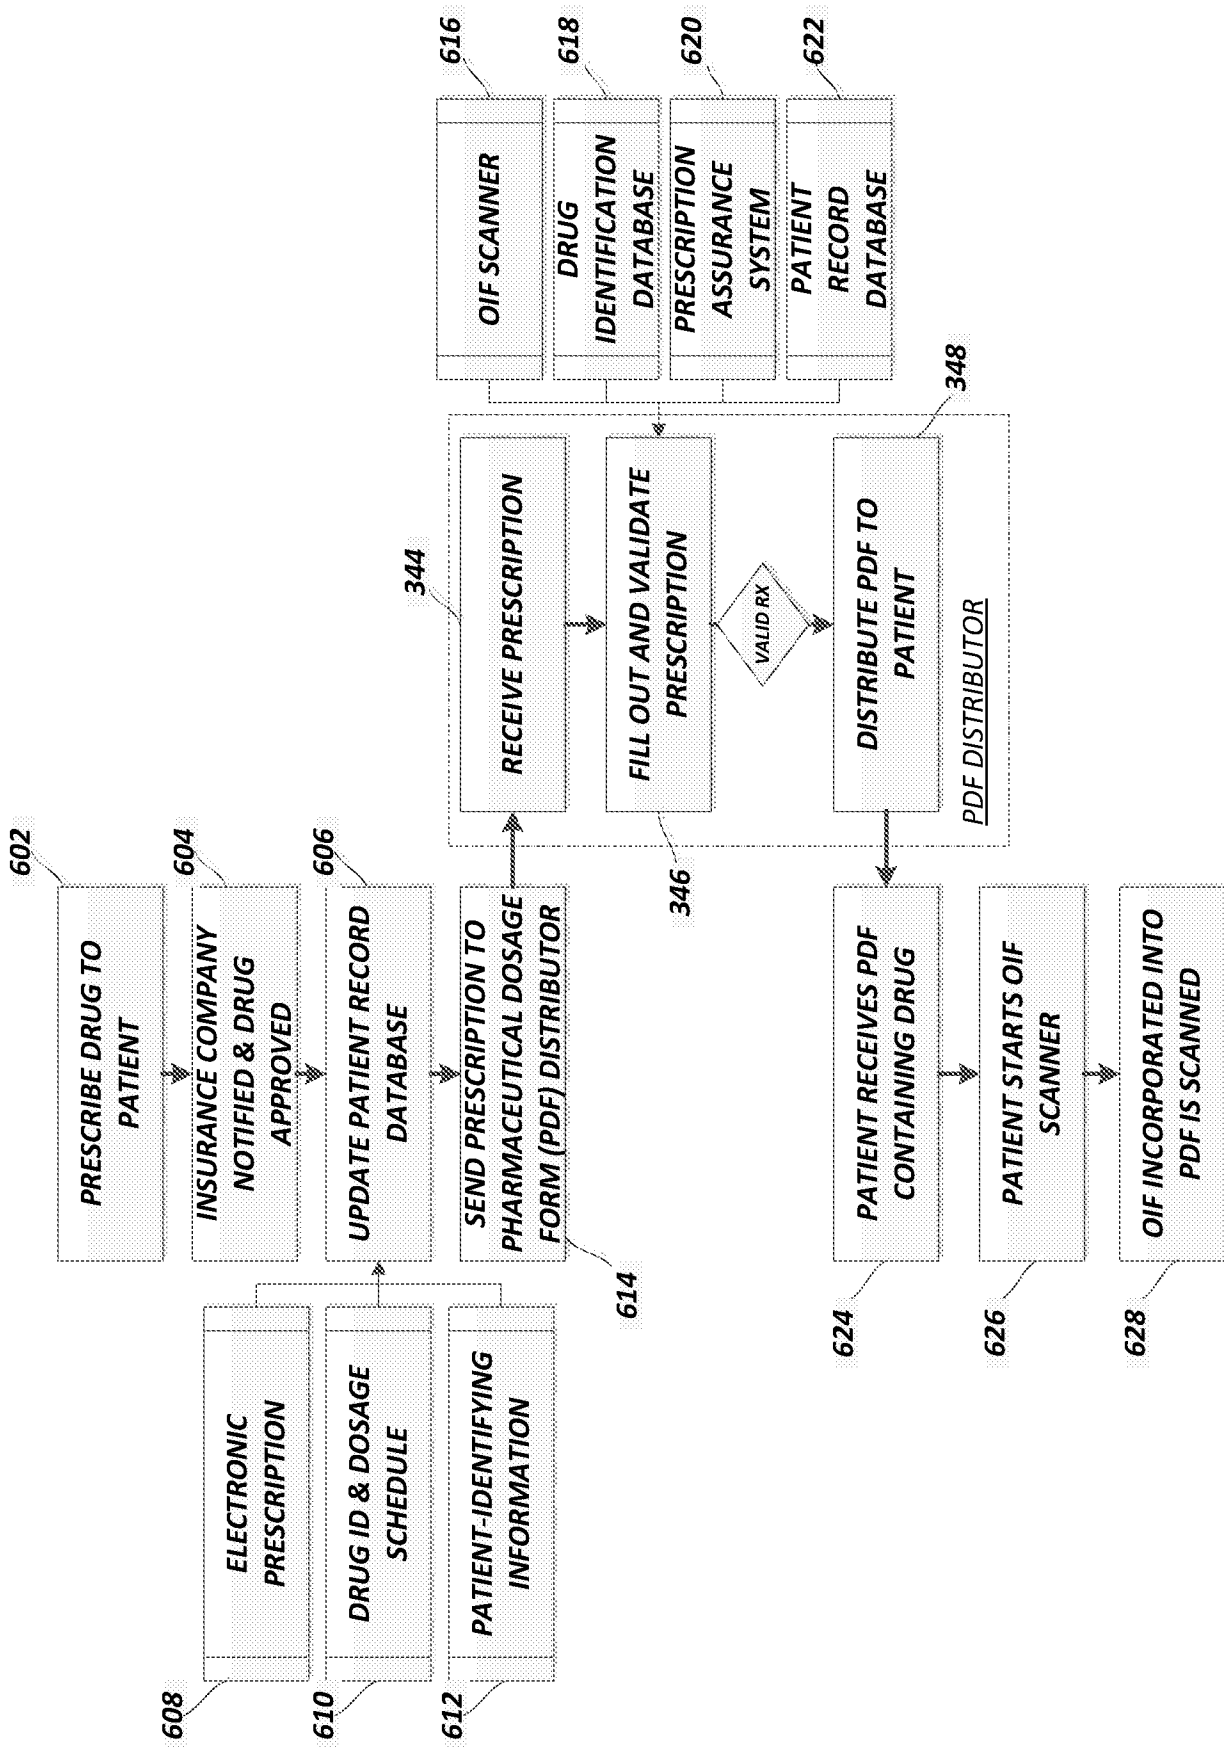 602
PRESCRIBE DRUG TO
PATIENT
604
INSURANCE COMPANY
NOTIFIED & DRUG
APPROVED
606
UPDATE PATIENT RECORD
DATABASE
608
ELECTRONIC
PRESCRIPTION
610
DRUG ID & DOSAGE
SCHEDULE
612
PATIENT-IDENTIFYING
INFORMATION
614
SEND PRESCRIPTION TO
PHARMACEUTICAL DOSAGE
FORM (PDF) DISTRIBUTOR
344
RECEIVE PRESCRIPTION
346
FILL OUT AND VALIDATE
PRESCRIPTION
VALID RX
348
DISTRIBUTE PDF TO
PATIENT
PDF DISTRIBUTOR
616
OIF SCANNER
618
DRUG
IDENTIFICATION
DATABASE
620
PRESCRIPTION
ASSURANCE
SYSTEM
622
PATIENT
RECORD
DATABASE
624
PATIENT RECEIVES PDF
CONTAINING DRUG
626
PATIENT STARTS OIF
SCANNER
628
OIF INCORPORATED INTO
PDF IS SCANNED